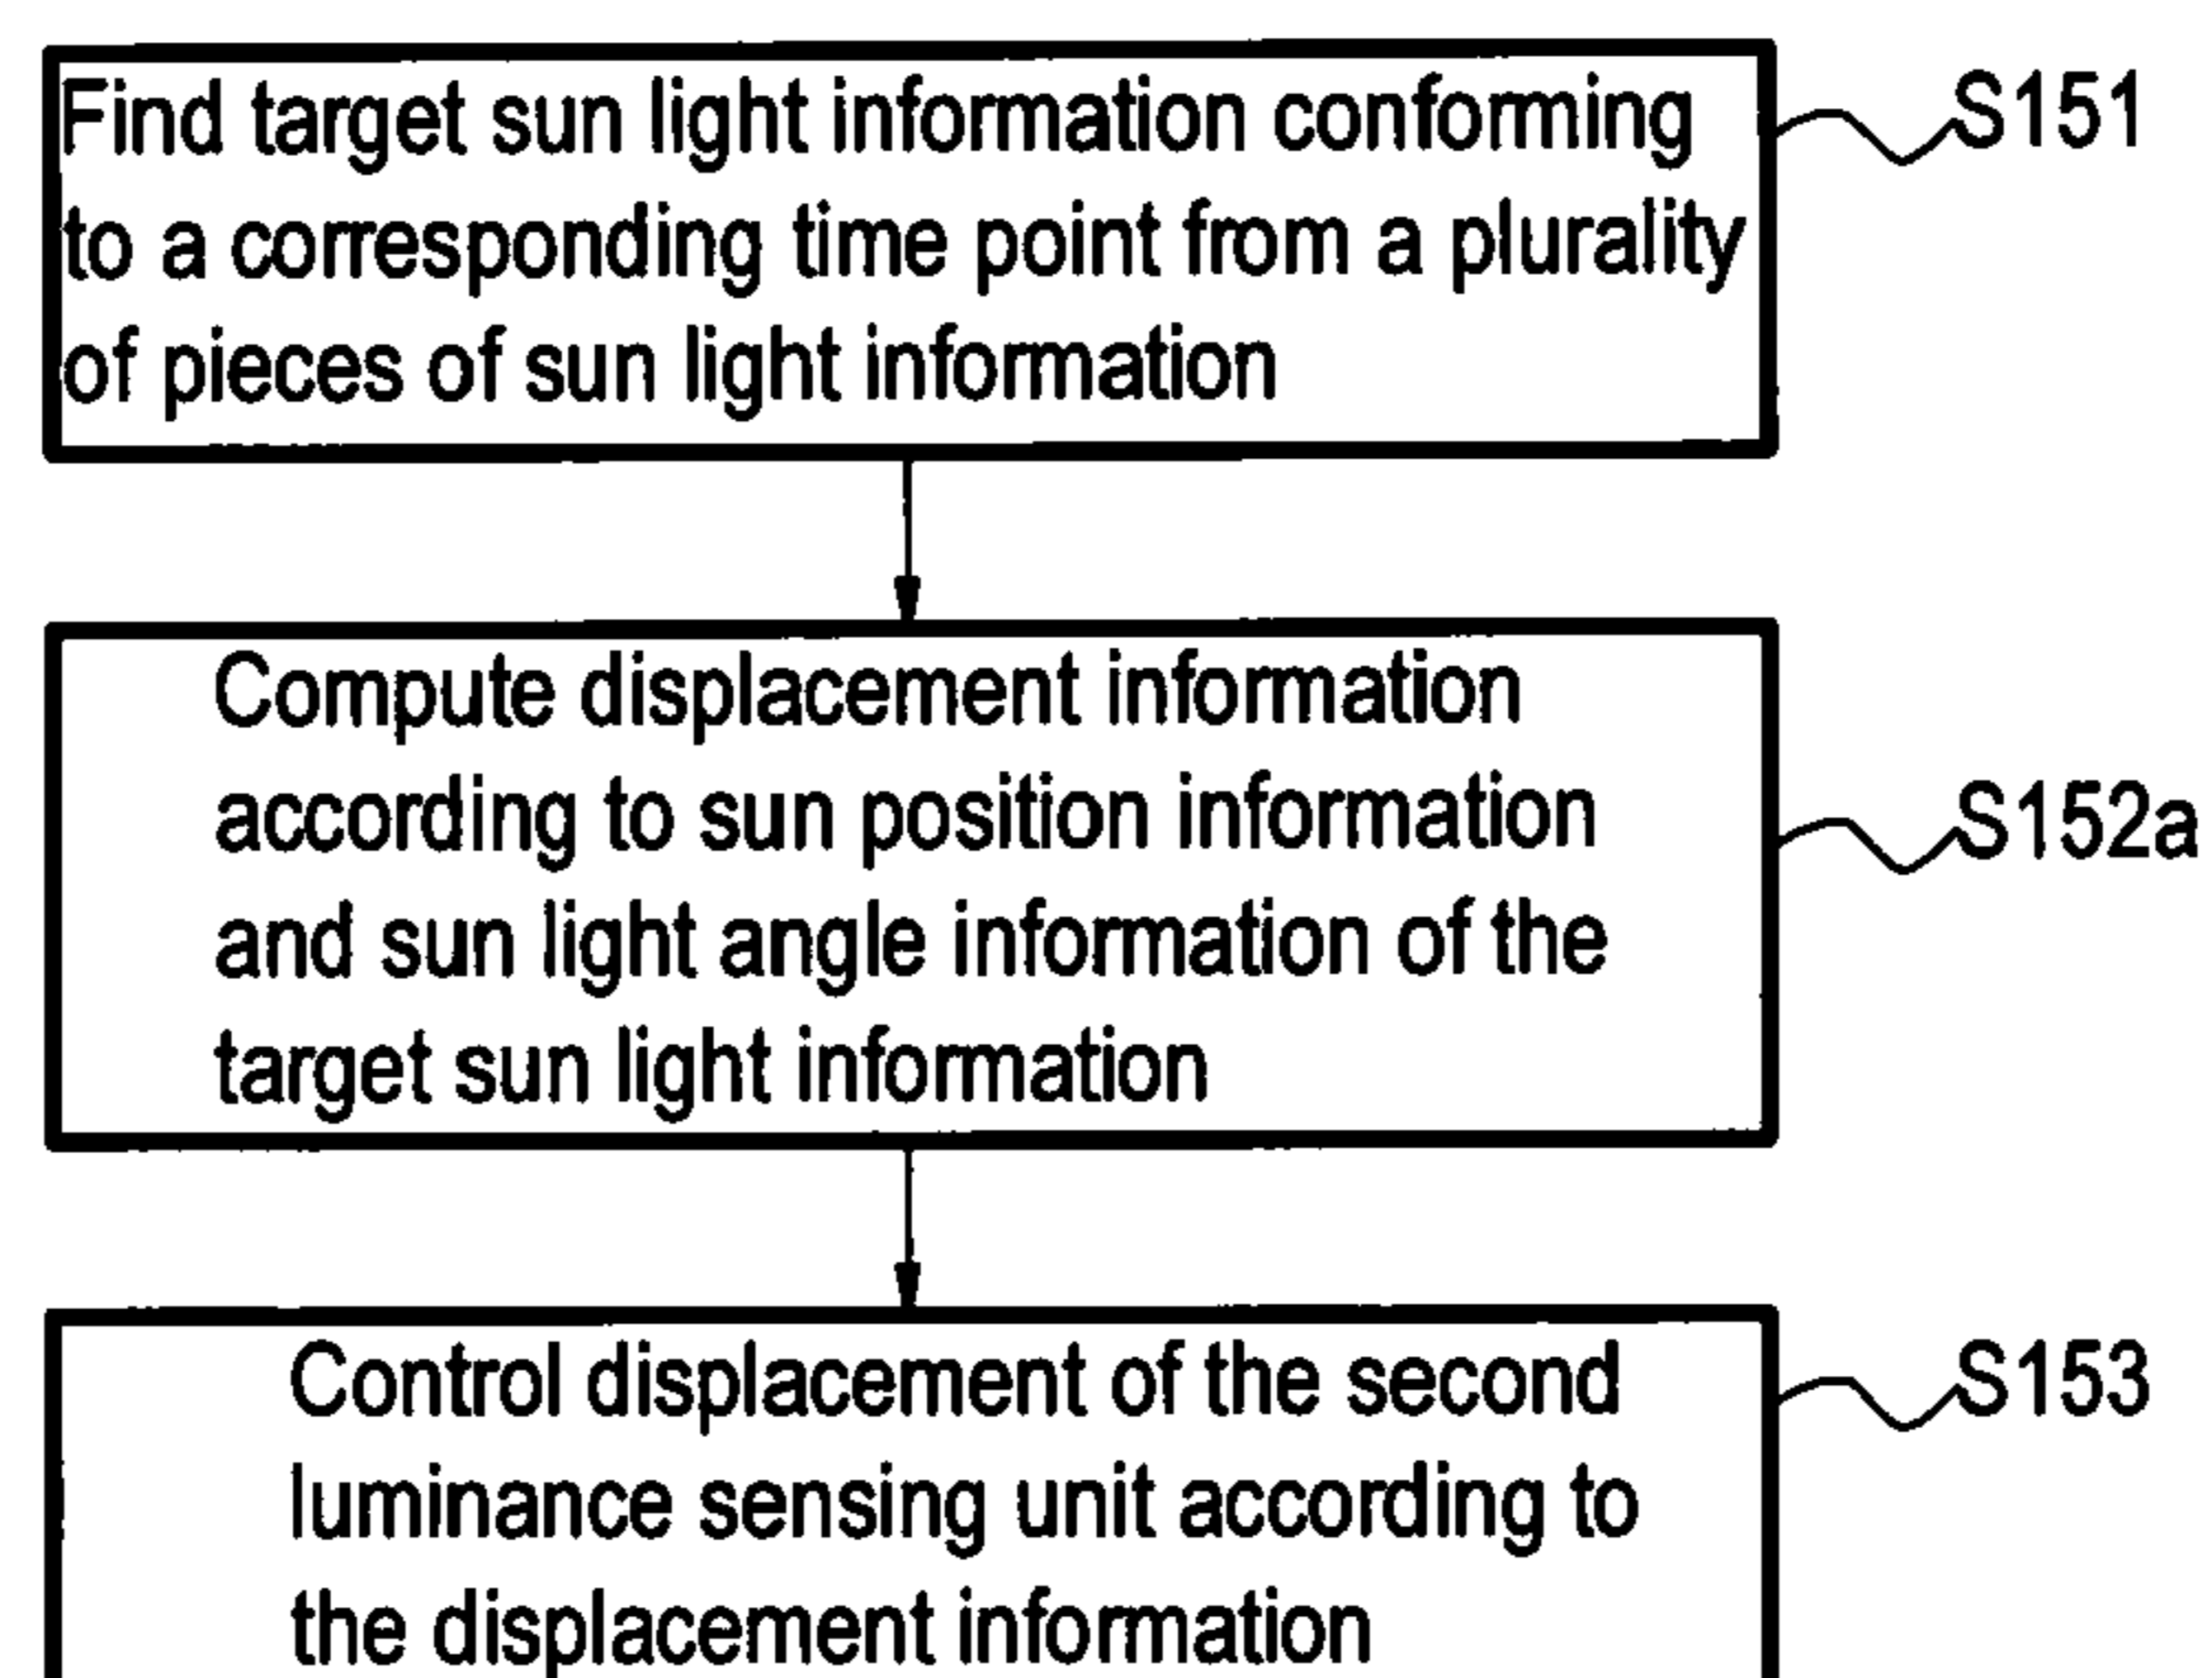 Find target sun light information conforming
to a corresponding time point from a plurality
of pieces of sun light information
S151
Compute displacement information
according to sun position information
and sun light angle information of the
target sun light information
S152a
Control displacement of the second
luminance sensing unit according to
the displacement information
S153